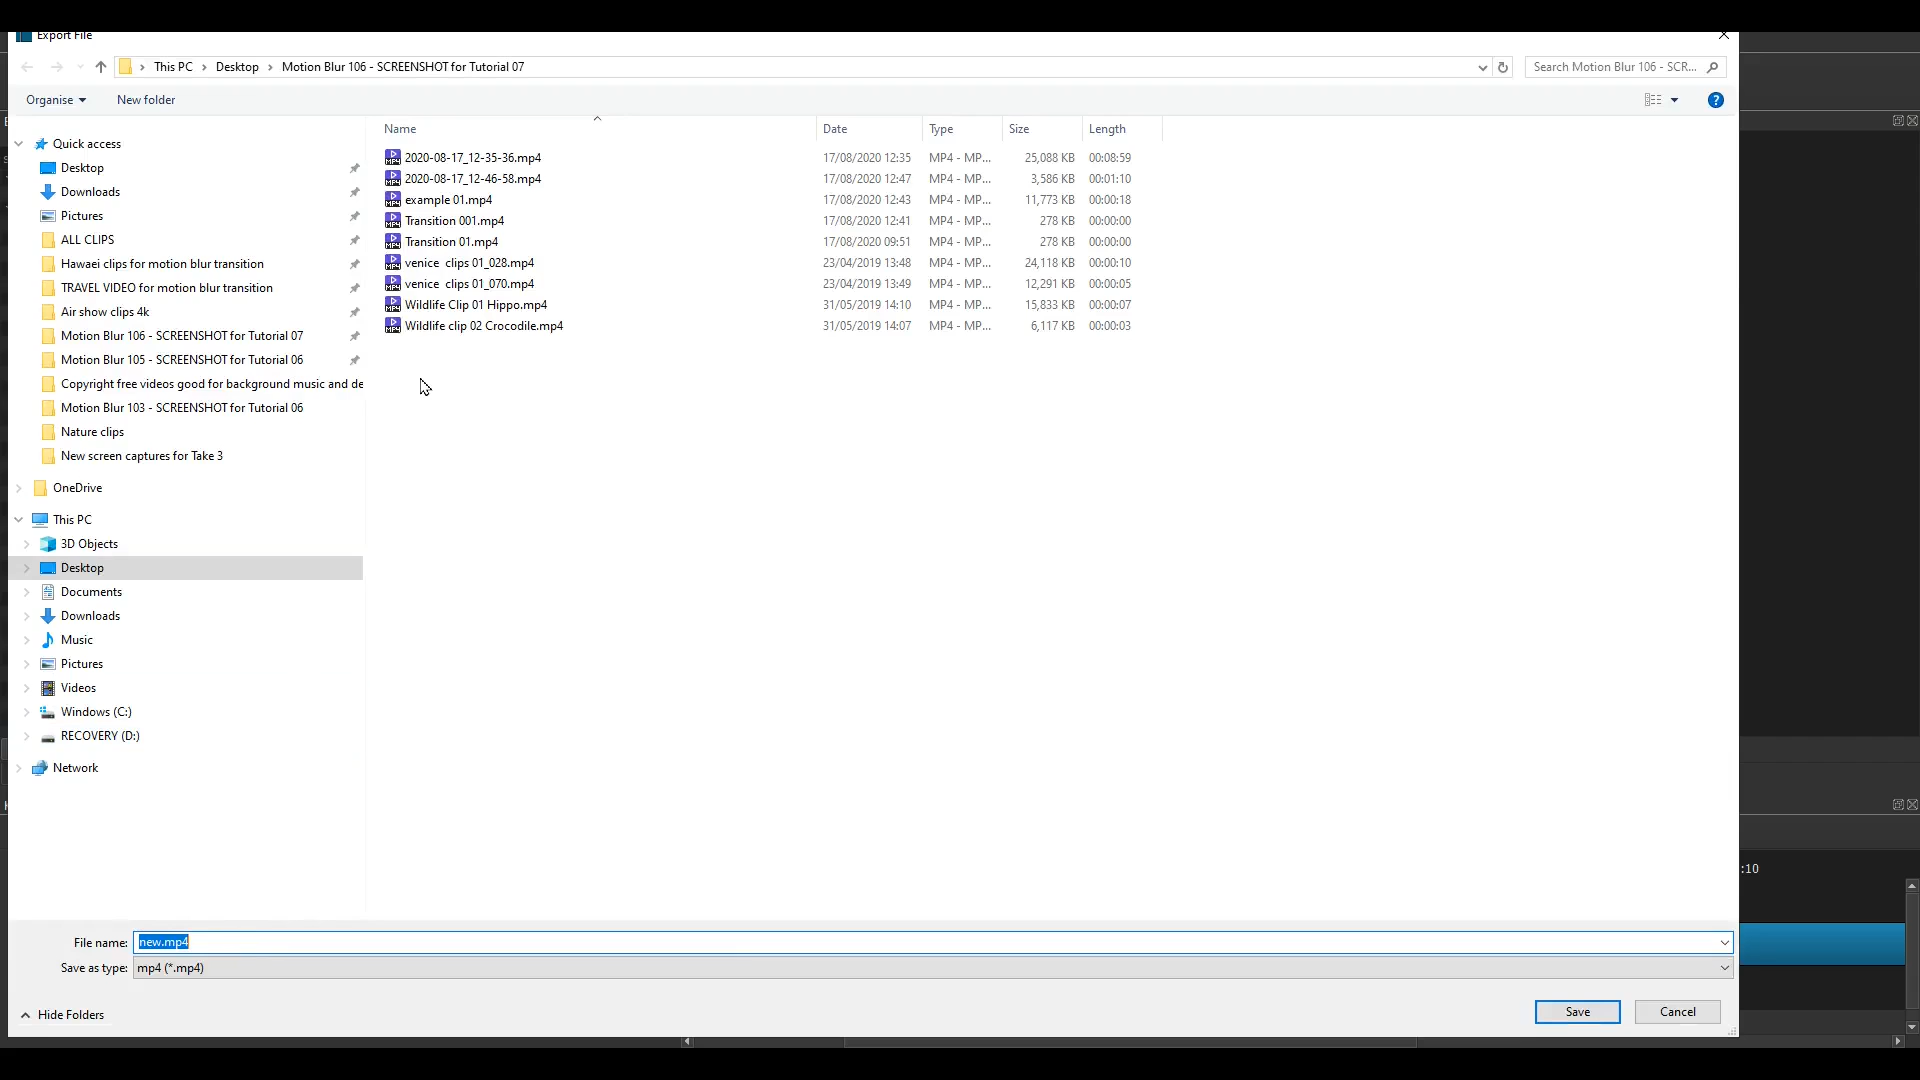 Export File
This PC > Desktop > Motion Blur 106 - SCREENSHOT for Tutorial 07
Search Motion Blur 106 - SCR...
Organise
New folder
Name
Date
Type
Size
Length
2020-08-17_12-35-36.mp4 17/08/2020 12:35 MP4 - MP... 25,088 KB 00:08:59
2020-08-17_12-46-58.mp4 17/08/2020 12:47 MP4 - MP... 3,586 KB 00:01:10
example 01.mp4 17/08/2020 12:43 MP4 - MP... 11,773 KB 00:00:18
Transition 001.mp4 17/08/2020 12:41 MP4 - MP... 278 KB 00:00:00
Transition 01.mp4 17/08/2020 09:51 MP4 - MP... 278 KB 00:00:00
venice  clips 01_028.mp4 23/04/2019 13:48 MP4 - MP... 24,118 KB 00:00:10
venice  clips 01_070.mp4 23/04/2019 13:49 MP4 - MP... 12,291 KB 00:00:05
Wildlife Clip 01 Hippo.mp4 31/05/2019 14:10 MP4 - MP... 15,833 KB 00:00:07
Wildlife clip 02 Crocodile.mp4 31/05/2019 14:07 MP4 - MP... 6,117 KB 00:00:03
Quick access
Desktop
Downloads
Pictures
ALL CLIPS
Hawaei clips for motion blur transition
TRAVEL VIDEO for motion blur transition
Air show clips 4k
Motion Blur 106 - SCREENSHOT for Tutorial 07
Motion Blur 105 - SCREENSHOT for Tutorial 06
Copyright free videos good for background music and de
Motion Blur 103 - SCREENSHOT for Tutorial 06
Nature clips
New screen captures for Take 3
OneDrive
This PC
3D Objects
Desktop
Documents
Downloads
Music
Pictures
Videos
Windows (C:)
RECOVERY (D:)
Network
:10
File name: new.mp4
Save as type: mp4 (*.mp4)
Hide Folders
Save
Cancel